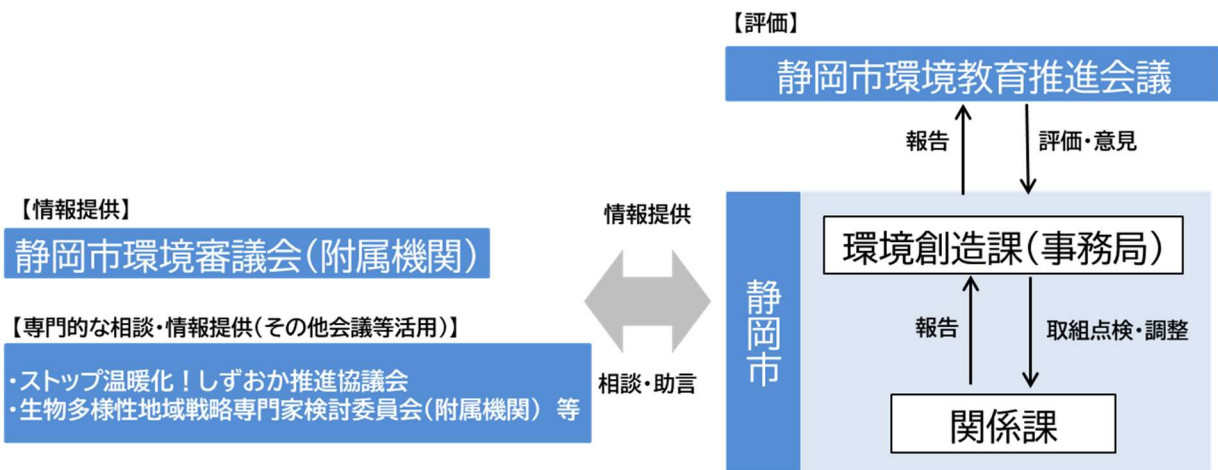 【評価】
静岡市環境教育推進会議
報告
評価・意見
【情報提供】
静岡市環境審議会(附属機関)
【専門的な相談・情報提供(その他会議等活用)】
・ストップ温暖化！しずおか推進協議会
・生物多様性地域戦略専門家検討委員会(附属機関) 等
情報提供
相談・助言
静岡市
環境創造課(事務局)
報告
取組点検・調整
関係課